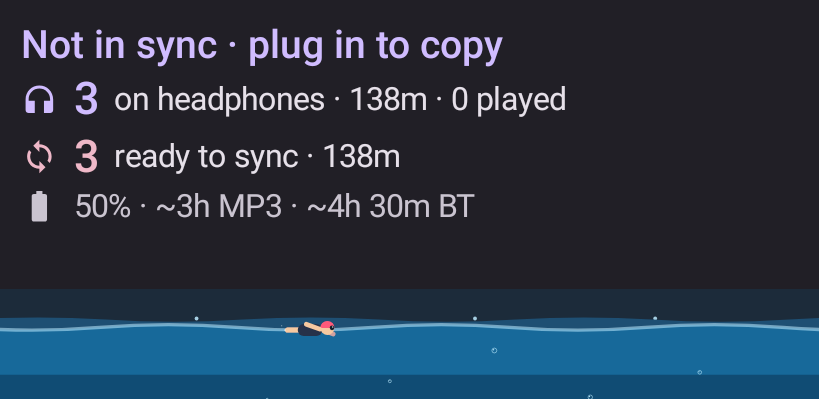 Not in sync · plug in to copy
3 on headphones · 138m · 0 played
3 ready to sync · 138m
50% · ~3h MP3 · ~4h 30m BT